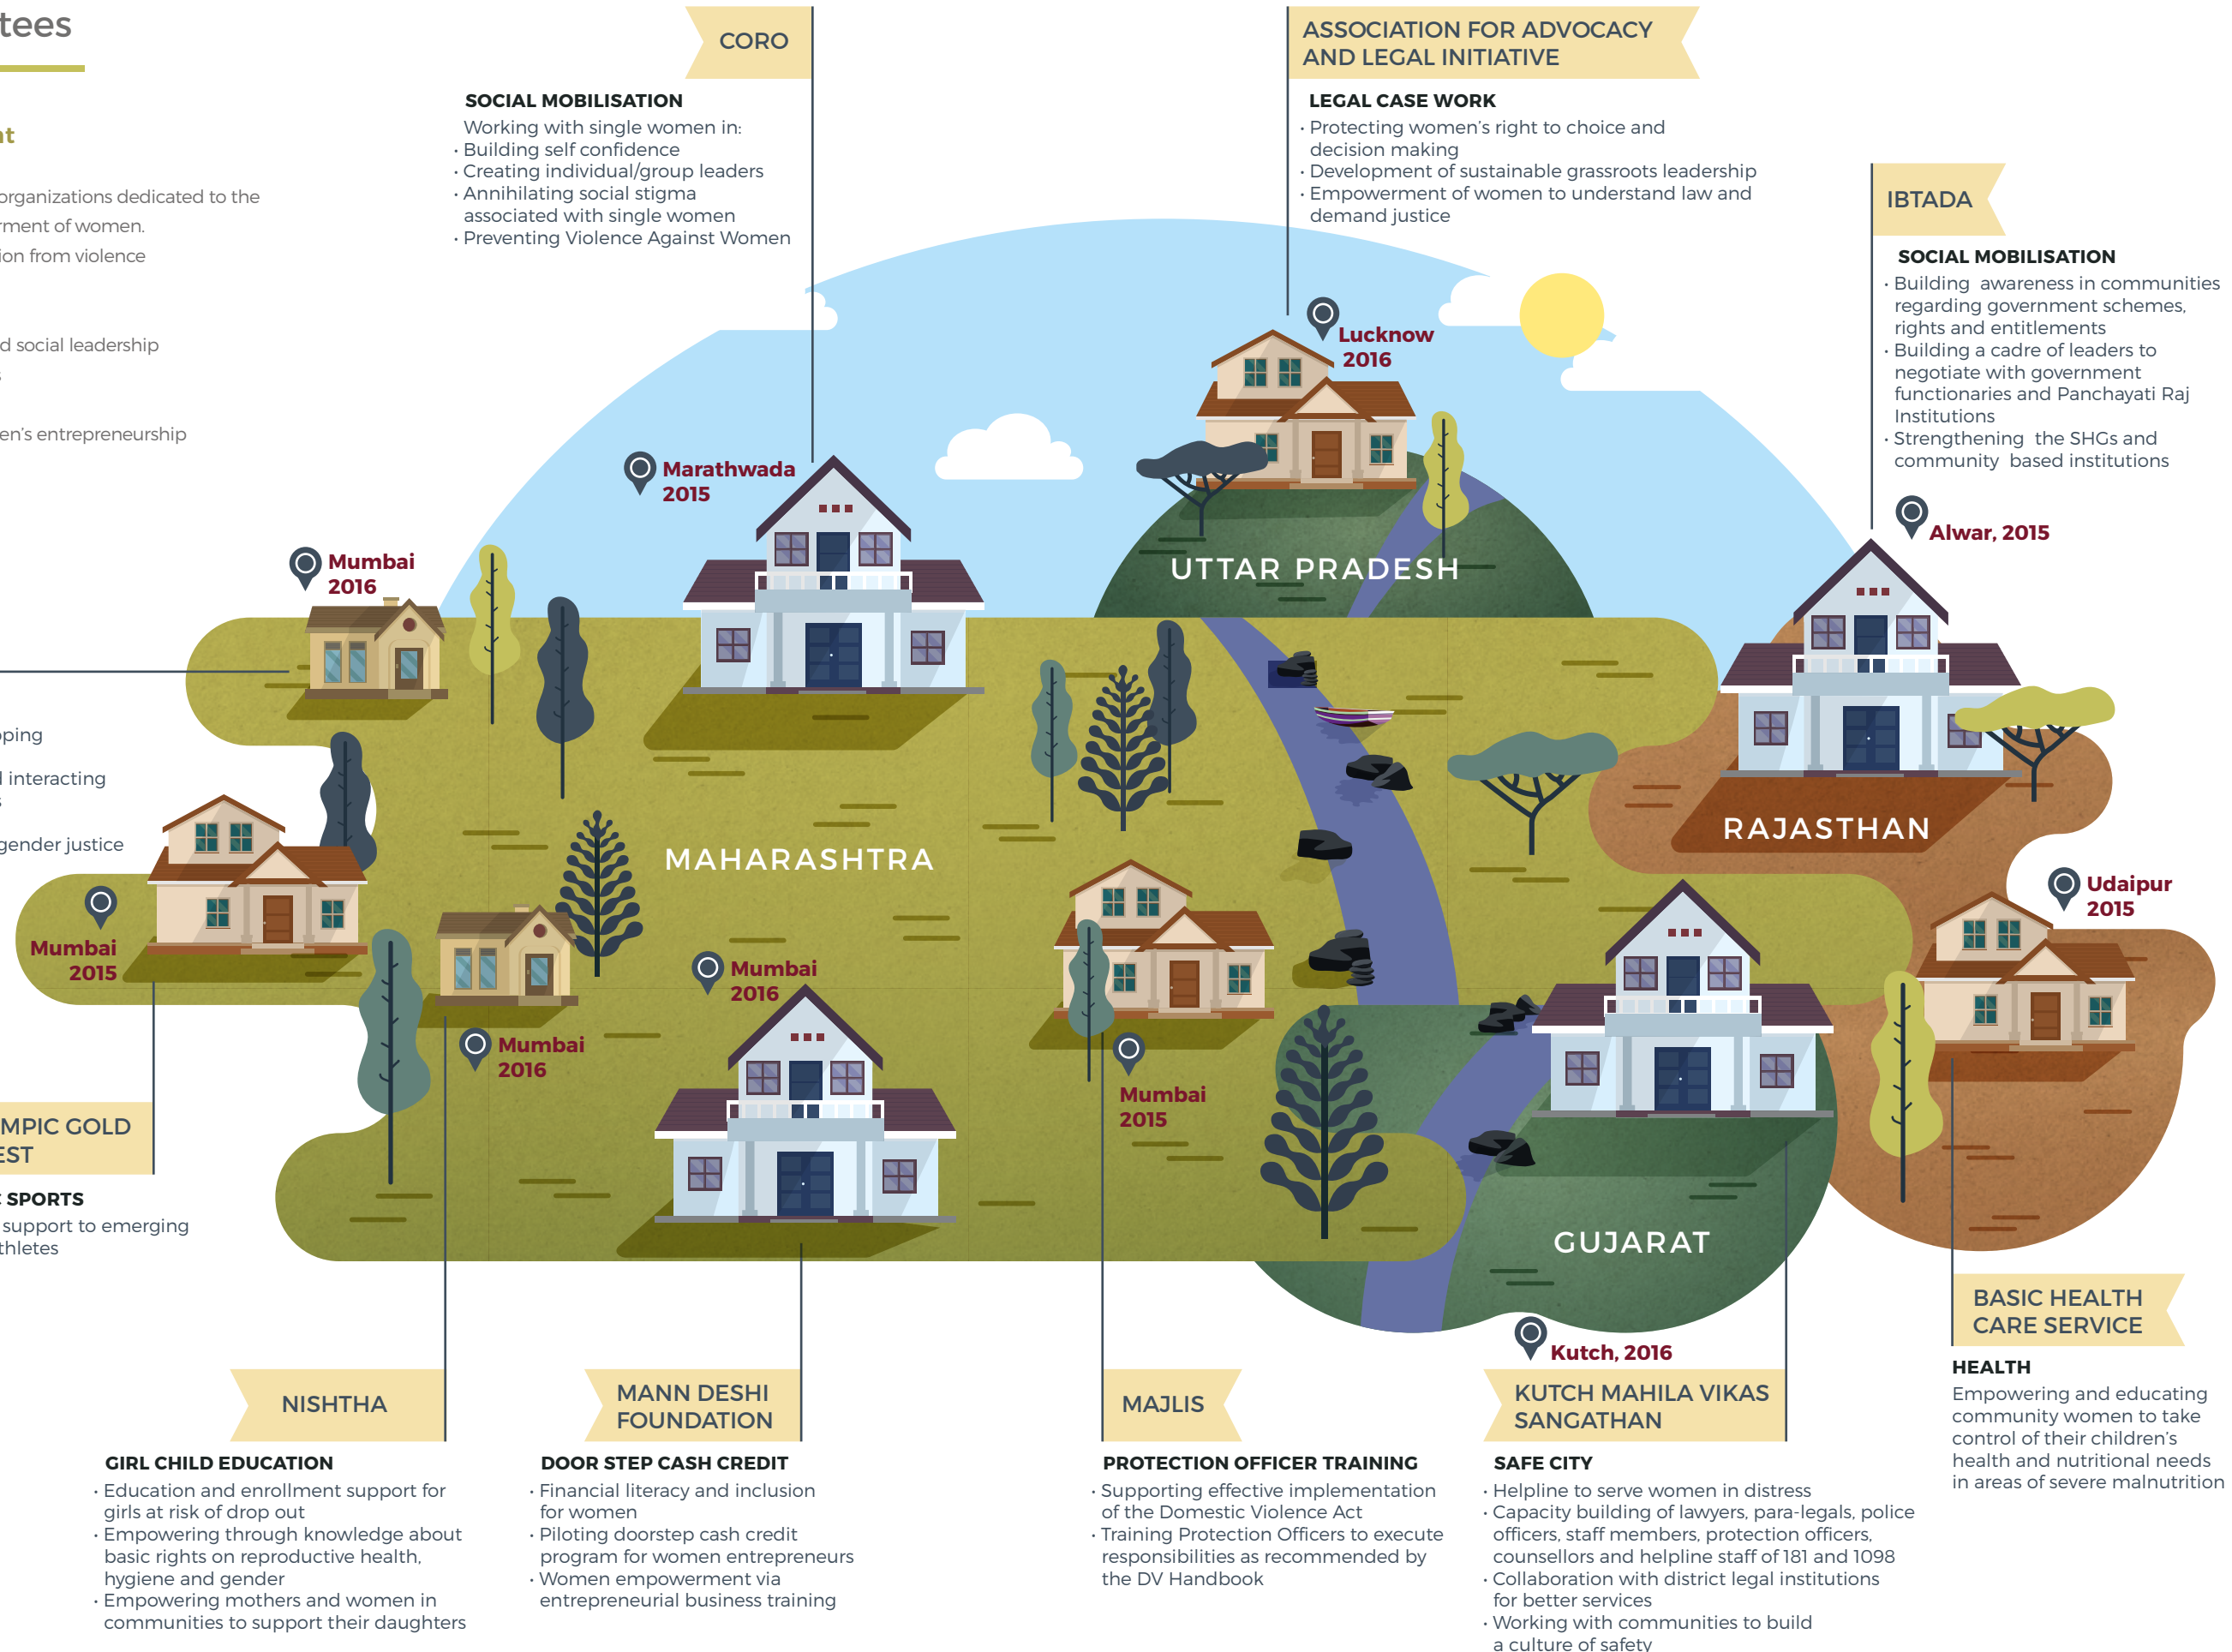 tees
nt
organizations dedicated to the
rment of women.
ion from violence
d social leadership
s
en's entrepreneurship
CORO
SOCIAL MOBILISATION
Working with single women in:
· Building self confidence
· Creating individual/group leaders
· Annihilating social stigma
associated with single women
· Preventing Violence Against Women
ASSOCIATION FOR ADVOCACY
AND LEGAL INITIATIVE
LEGAL CASE WORK
· Protecting women's right to choice and
decision making
· Development of sustainable grassroots leadership
· Empowerment of women to understand law and
demand justice
IBTADA
SOCIAL MOBILISATION
· Building awareness in communities
regarding government schemes,
rights and entitlements
· Building a cadre of leaders to
negotiate with government
functionaries and Panchayati Raj
Institutions
· Strengthening the SHGs and
community based institutions
Lucknow
2016
Marathwada
2015
Alwar, 2015
Mumbai
2016
UTTAR PRADESH
ping
d interacting
s
gender justice
MAHARASHTRA
RAJASTHAN
Udaipur
2015
Mumbai
2015
Mumbai
2016
Mumbai
2016
Mumbai
2015
MPIC GOLD
EST
C SPORTS
support to emerging
thletes
GUJARAT
Kutch, 2016
BASIC HEALTH
CARE SERVICE
HEALTH
Empowering and educating
community women to take
control of their children's
health and nutritional needs
in areas of severe malnutrition
NISHTHA
GIRL CHILD EDUCATION
· Education and enrollment support for
girls at risk of drop out
· Empowering through knowledge about
basic rights on reproductive health,
hygiene and gender
· Empowering mothers and women in
communities to support their daughters
MANN DESHI
FOUNDATION
DOOR STEP CASH CREDIT
· Financial literacy and inclusion
for women
· Piloting doorstep cash credit
program for women entrepreneurs
· Women empowerment via
entrepreneurial business training
MAJLIS
PROTECTION OFFICER TRAINING
· Supporting effective implementation
of the Domestic Violence Act
· Training Protection Officers to execute
responsibilities as recommended by
the DV Handbook
KUTCH MAHILA VIKAS
SANGATHAN
SAFE CITY
· Helpline to serve women in distress
· Capacity building of lawyers, para-legals, police
officers, staff members, protection officers,
counsellors and helpline staff of 181 and 1098
· Collaboration with district legal institutions
for better services
· Working with communities to build
a culture of safety